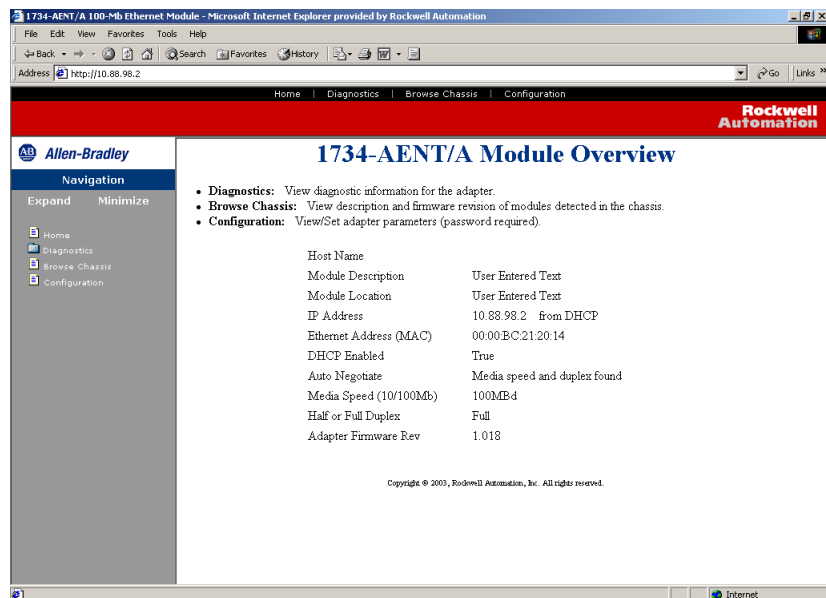 1734-AENT/A 100-Mb Ethernet Module - Microsoft Internet Explorer provided by Rockwell Automation
File Edit View Favorites Tools Help
Back Search Favorites History
Address http://10.88.98.2 Go Links »
Home | Diagnostics | Browse Chassis | Configuration
Rockwell
Automation
AB Allen-Bradley
Navigation
Expand Minimize
Home
Diagnostics
Browse Chassis
Configuration
1734-AENT/A Module Overview
• Diagnostics: View diagnostic information for the adapter.
• Browse Chassis: View description and firmware revision of modules detected in the chassis.
• Configuration: View/Set adapter parameters (password required).
Host Name
Module Description User Entered Text
Module Location User Entered Text
IP Address 10.88.98.2 from DHCP
Ethernet Address (MAC) 00:00:BC:21:20:14
DHCP Enabled True
Auto Negotiate Media speed and duplex found
Media Speed (10/100Mb) 100MBd
Half or Full Duplex Full
Adapter Firmware Rev 1.018
Copyright © 2003, Rockwell Automation, Inc. All rights reserved.
Internet